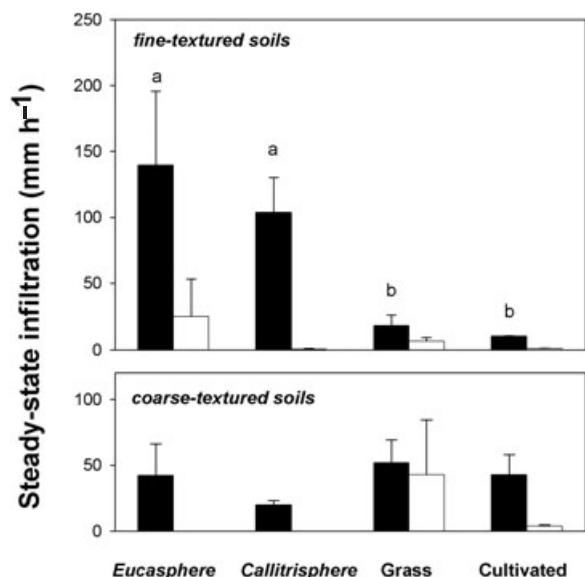 Steady-state infiltration (mm h–1)
250
fine-textured soils
a
200
a
150
100
50
b
b
0
coarse-textured soils
100
50
0
Eucasphere Callitrisphere Grass Cultivated